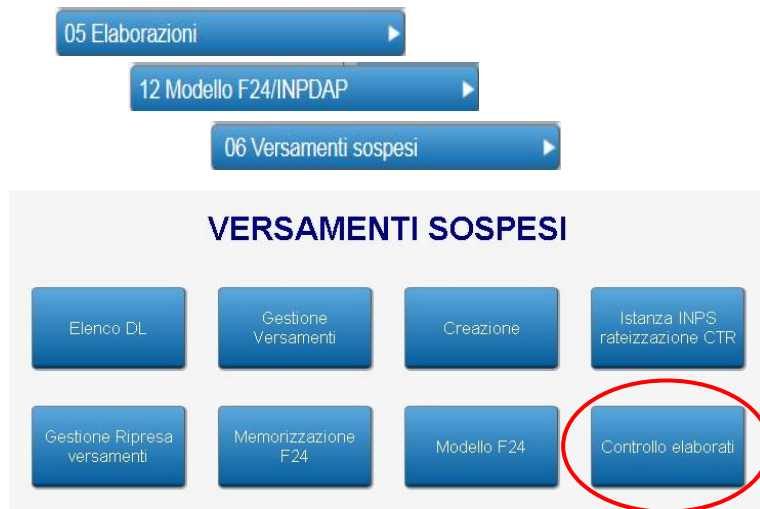 05 Elaborazioni
12 Modello F24/INPDAP
06 Versamenti sospesi
VERSAMENTI SOSPESI
Elenco DL
Gestione
Versamenti
Creazione
Istanza INPS
rateizzazione CTR
Gestione Ripresa
versamenti
Memorizzazione
F24
Modello F24
Controllo elaborati